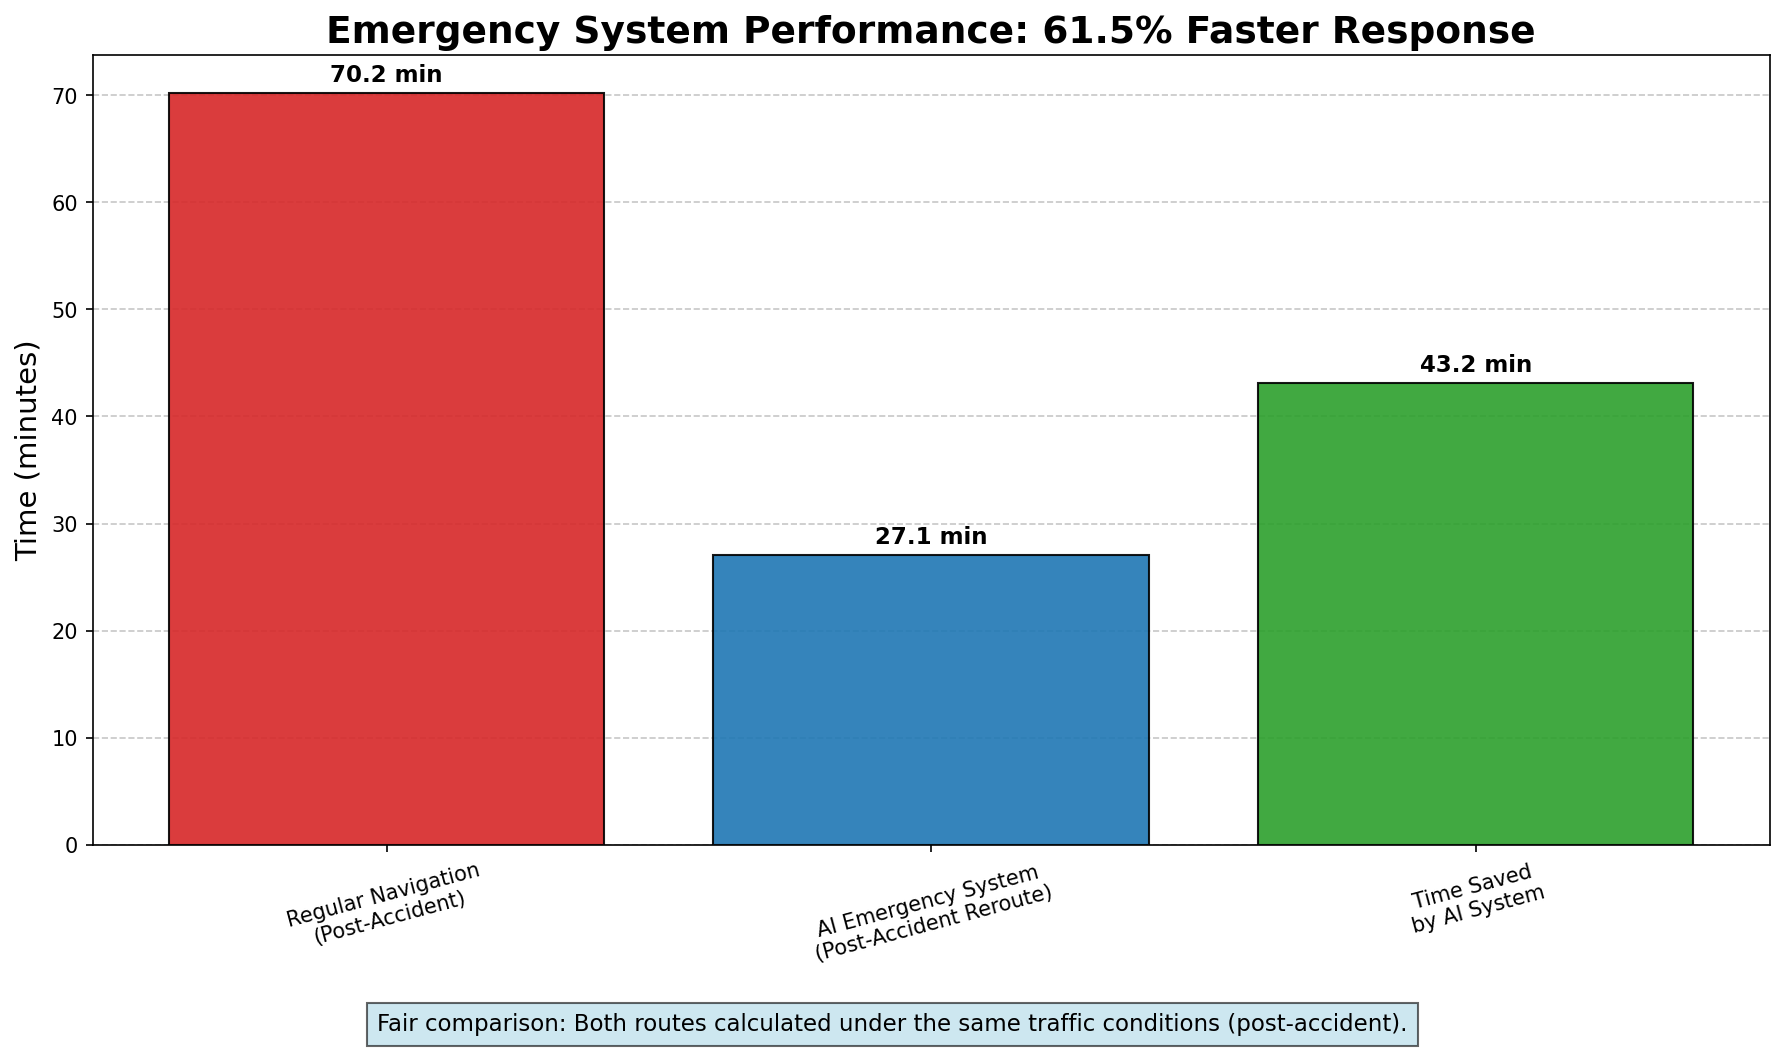 Emergency System Performance: 61.5% Faster Response
70.2 min
70
60
50
43.2 min
40
Time (minutes)
27.1 min
30
20
10
0
Regular Navigation
(Post-Accident)
AI Emergency System
(Post-Accident Reroute)
Time Saved
by AI System
Fair comparison: Both routes calculated under the same traffic conditions (post-accident).